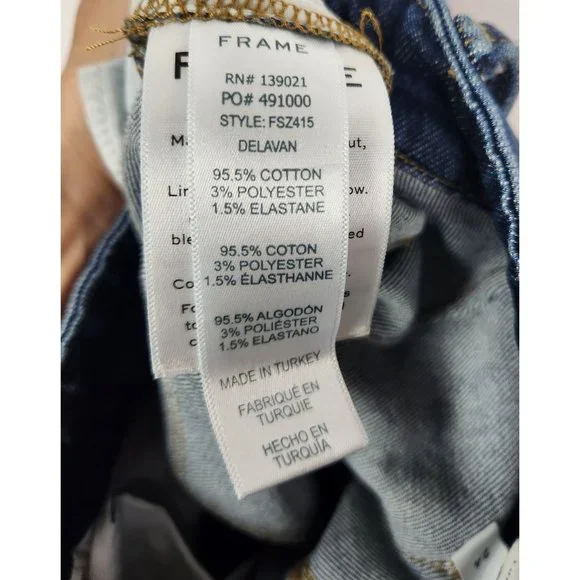 FRAME
RN# 139021
PO# 491000
STYLE: FSZ415
DELAVAN
95.5% COTTON
3% POLYESTER
1.5% ELASTANE
95.5% COTON
3% POLYESTER
1.5% ÉLASTHANNE
95.5% ALGODÓN
3% POLIÉSTER
1.5% ELASTANO
MADE IN TURKEY
FABRIQUÉ EN
TURQUIE
HECHO EN
TURQUÍA
24